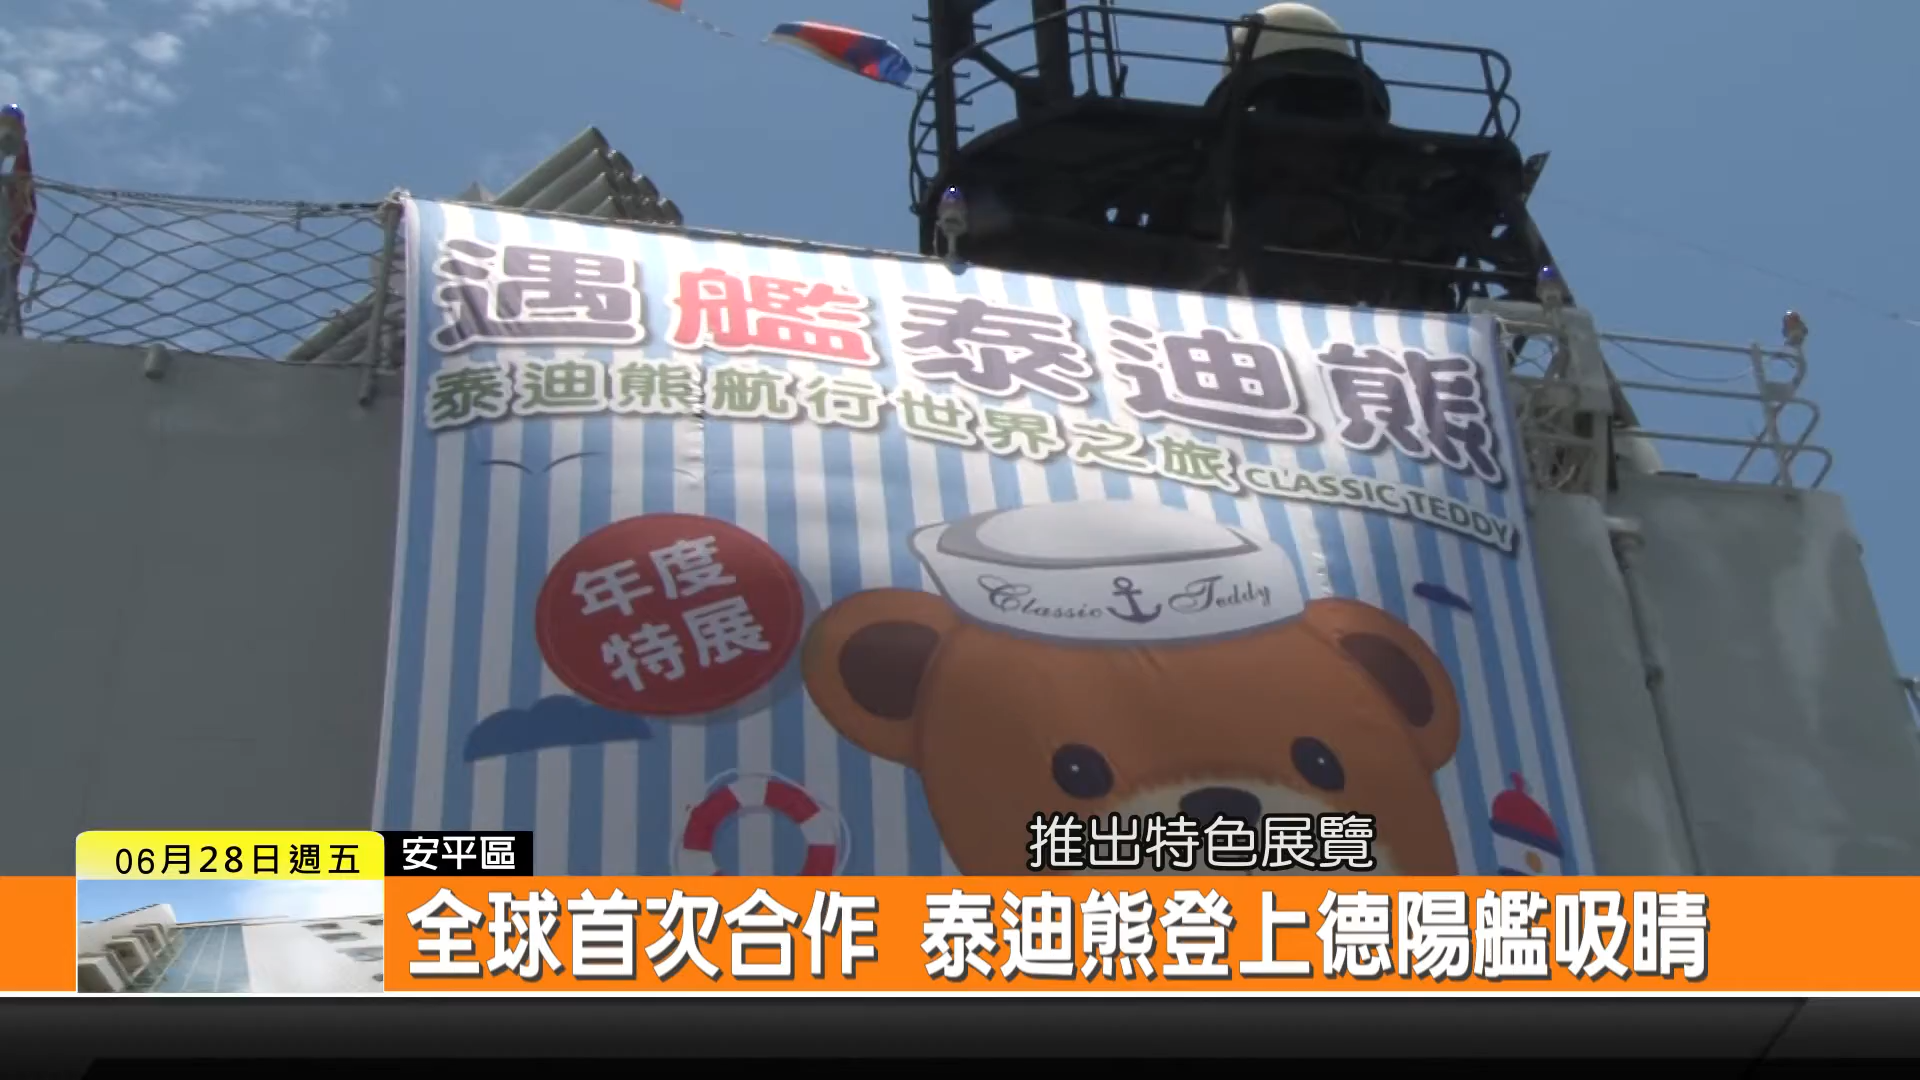 遇艦泰迪熊
泰迪熊航行世界之旅 CLASSIC TEDDY
年度
特展
Classic Teddy
推出特色展覽
06月28日週五
安平區
全球首次合作 泰迪熊登上德陽艦吸睛